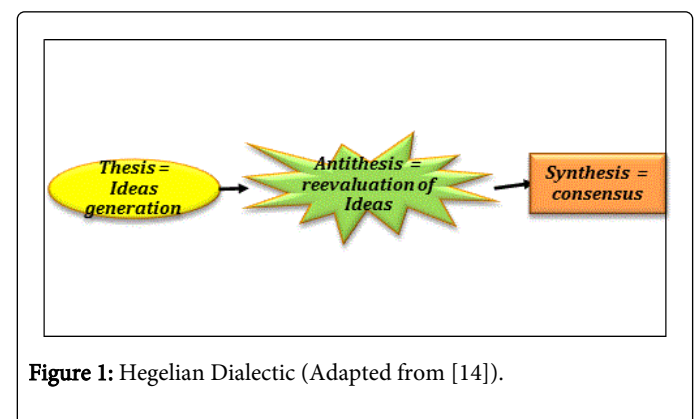 Thesis =
Ideas
generation
Antithesis =
reevaluation of
Ideas
Synthesis =
consensus
Figure 1: Hegelian Dialectic (Adapted from [14]).